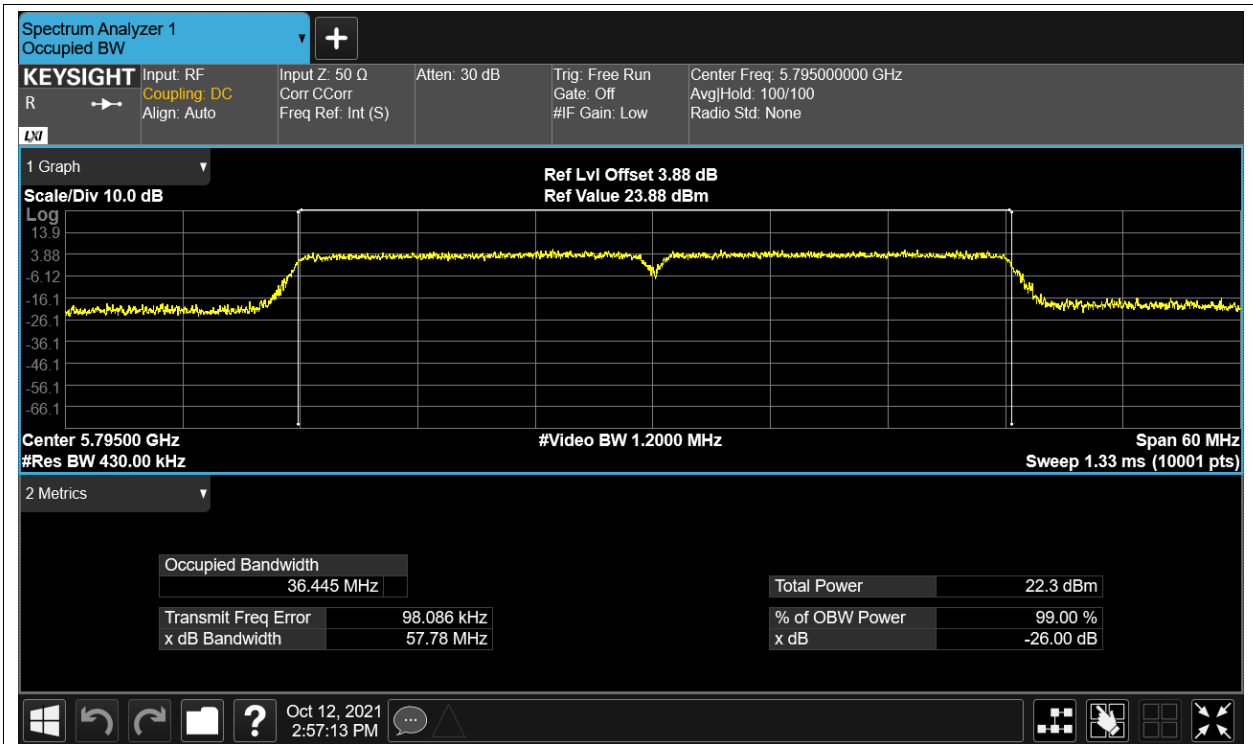 Spectrum Analyzer 1
Occupied BW
KEYSIGHT
R
LXI
Input: RF
Coupling: DC
Align: Auto
Input Z: 50 Ω
Corr CCorr
Freq Ref: Int (S)
Atten: 30 dB
Trig: Free Run
Gate: Off
#IF Gain: Low
Center Freq: 5.795000000 GHz
Avg|Hold: 100/100
Radio Std: None
1 Graph
Scale/Div 10.0 dB
Ref Lvl Offset 3.88 dB
Ref Value 23.88 dBm
Log
13.9
3.88
-6.12
-16.1
-26.1
-36.1
-46.1
-56.1
-66.1
Center 5.79500 GHz
#Video BW 1.2000 MHz
Span 60 MHz
#Res BW 430.00 kHz
Sweep 1.33 ms (10001 pts)
2 Metrics
Occupied Bandwidth
36.445 MHz
Total Power 22.3 dBm
Transmit Freq Error 98.086 kHz
% of OBW Power 99.00 %
x dB Bandwidth 57.78 MHz
x dB -26.00 dB
?
Oct 12, 2021
2:57:13 PM